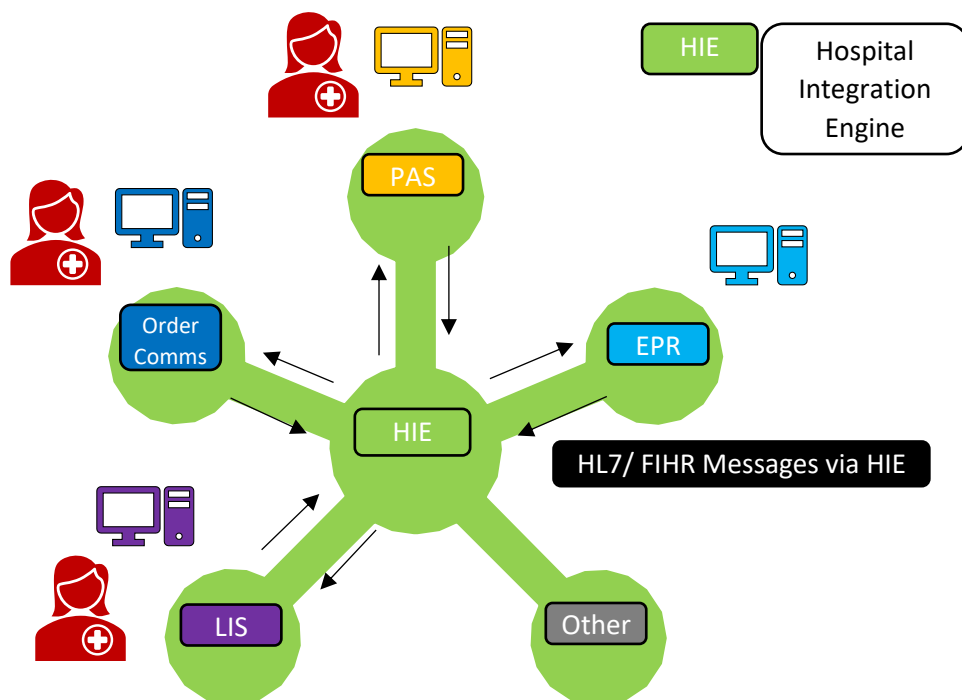 HIE
Hospital
Integration
Engine
PAS
Order
Comms
EPR
HIE
HL7/ FIHR Messages via HIE
LIS
Other